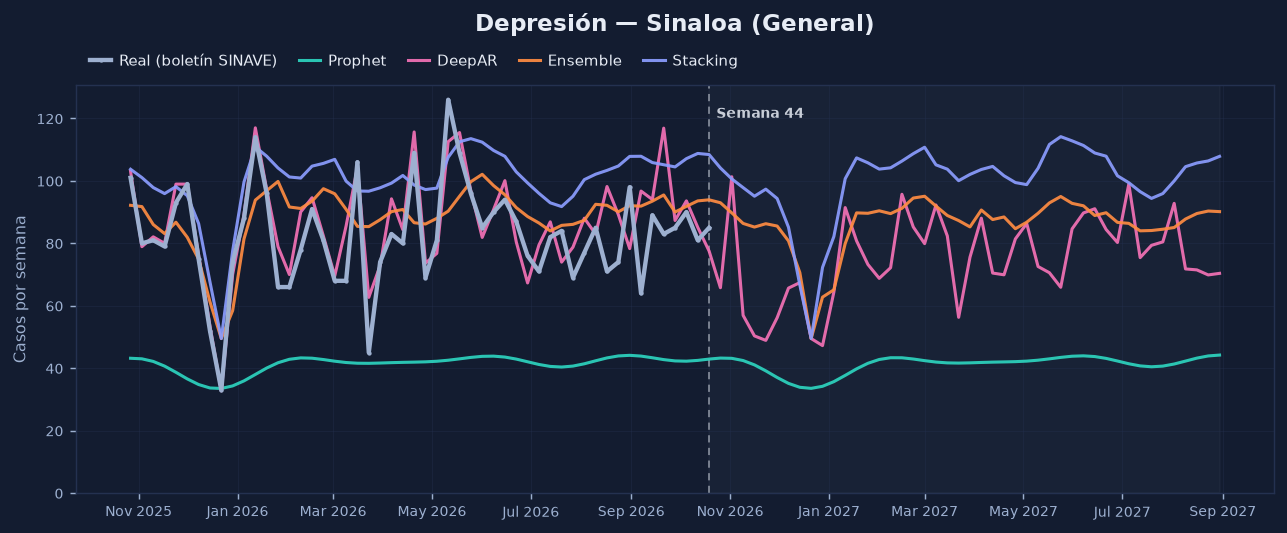 Depresión — Sinaloa (General)
Real (boletín SINAVE) Prophet DeepAR Ensemble Stacking
Semana 44
Casos por semana
120
100
80
60
40
20
0
Nov 2025 Jan 2026 Mar 2026 May 2026 Jul 2026 Sep 2026 Nov 2026 Jan 2027 Mar 2027 May 2027 Jul 2027 Sep 2027